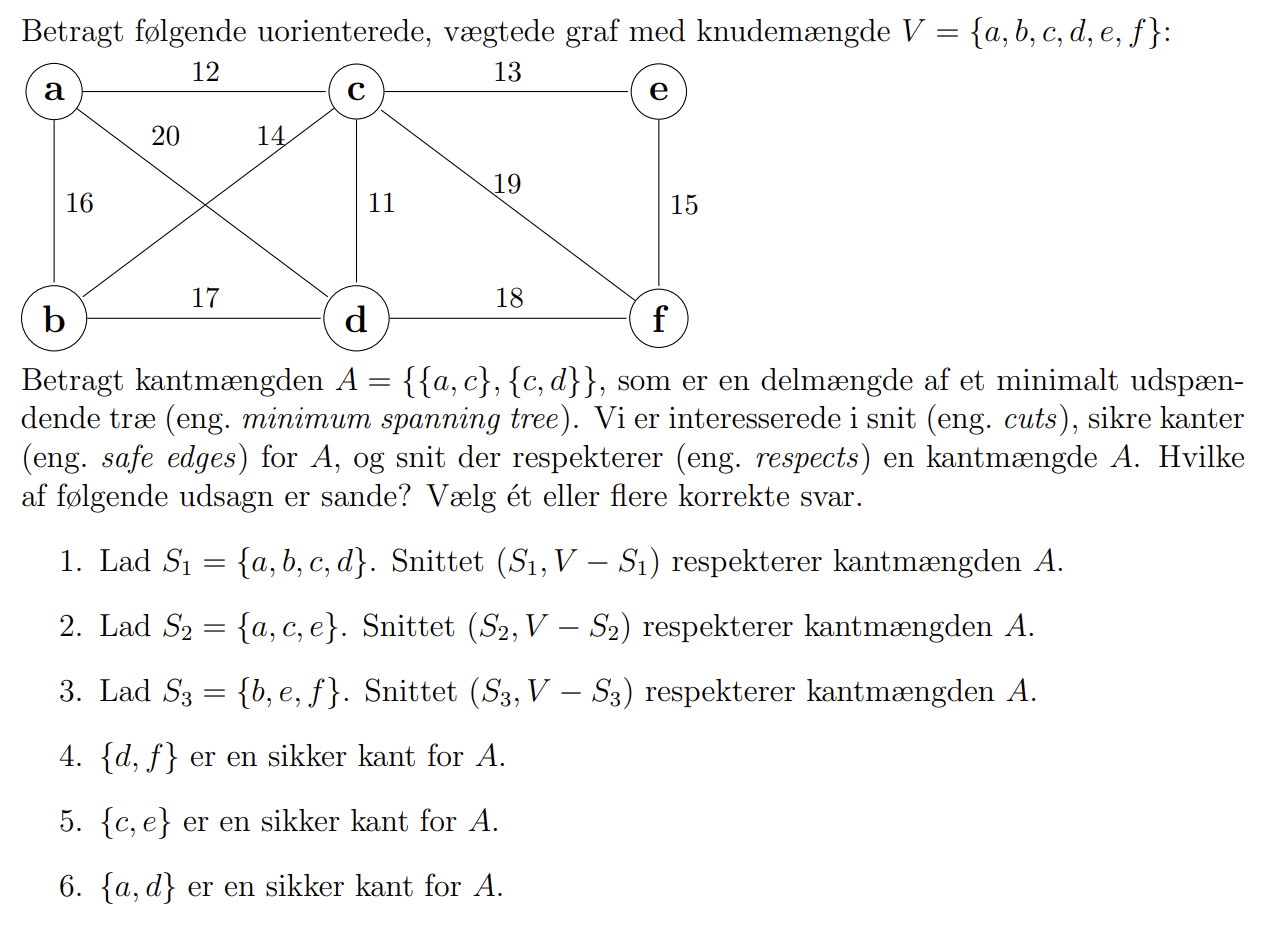 Betragt følgende uorienterede, vægtede graf med knudemængde V = {a, b, c, d, e, f}:
12 13
a c e
20 14
19
16 11 15
17 18
b d f
Betragt kantmængden A = {{a, c}, {c, d}}, som er en delmængde af et minimalt udspæn-
dende træ (eng. minimum spanning tree). Vi er interesserede i snit (eng. cuts), sikre kanter
(eng. safe edges) for A, og snit der respekterer (eng. respects) en kantmængde A. Hvilke
af følgende udsagn er sande? Vælg ét eller flere korrekte svar.
1. Lad S₁ = {a, b, c, d}. Snittet (S₁, V − S₁) respekterer kantmængden A.
2. Lad S₂ = {a, c, e}. Snittet (S₂, V − S₂) respekterer kantmængden A.
3. Lad S₃ = {b, e, f}. Snittet (S₃, V − S₃) respekterer kantmængden A.
4. {d, f} er en sikker kant for A.
5. {c, e} er en sikker kant for A.
6. {a, d} er en sikker kant for A.